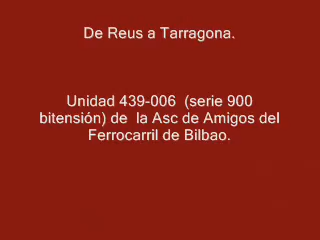 De Reus a Tarragona.
Unidad 439-006  (serie 900
bitensión) de  la Asc de Amigos del
Ferrocarril de Bilbao.